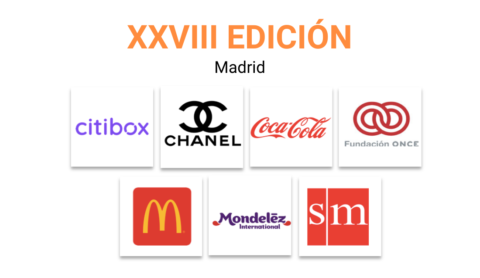 XXVIII EDICIÓN
Madrid
citibox
CHANEL
Coca-Cola
Fundación ONCE
M
Mondelēz
International
sm